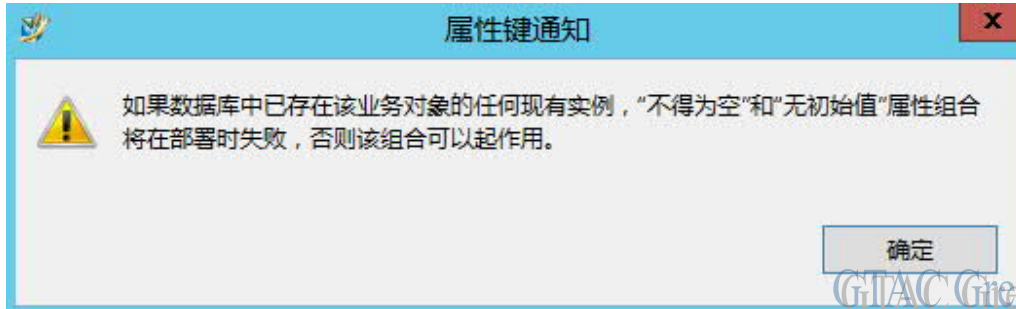 属性键通知
x
如果数据库中已存在该业务对象的任何现有实例，“不得为空”和“无初始值”属性组合
将在部署时失败，否则该组合可以起作用。
确定
GTAC Gre